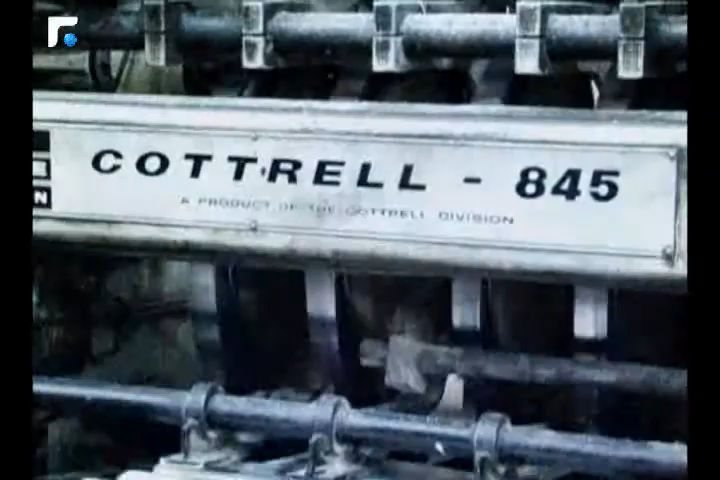 COTTRELL - 845
A PRODUCT OF THE COTTRELL DIVISION
N